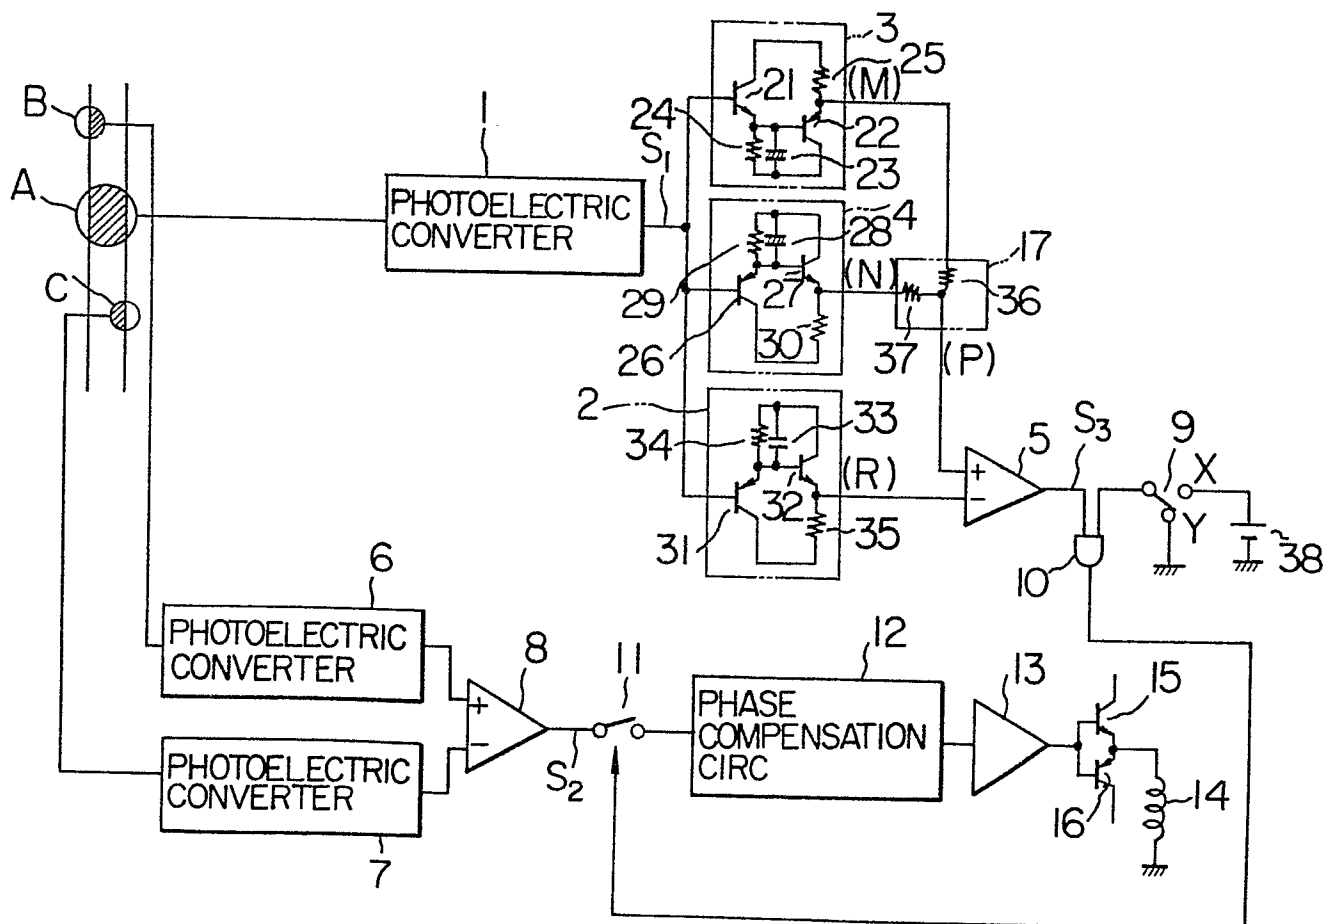 3
25
(M)
21
24
22
23
B
1
S1
A
PHOTOELECTRIC
CONVERTER
4
28
17
(N)
C
29
27
36
26
30
37
(P)
2
34
33
(R)
S3
9
X
5
+
−
32
Y
31
35
10
38
6
PHOTOELECTRIC
CONVERTER
8
11
12
13
15
+
−
PHASE
COMPENSATION
CIRC
S2
PHOTOELECTRIC
CONVERTER
16
14
7